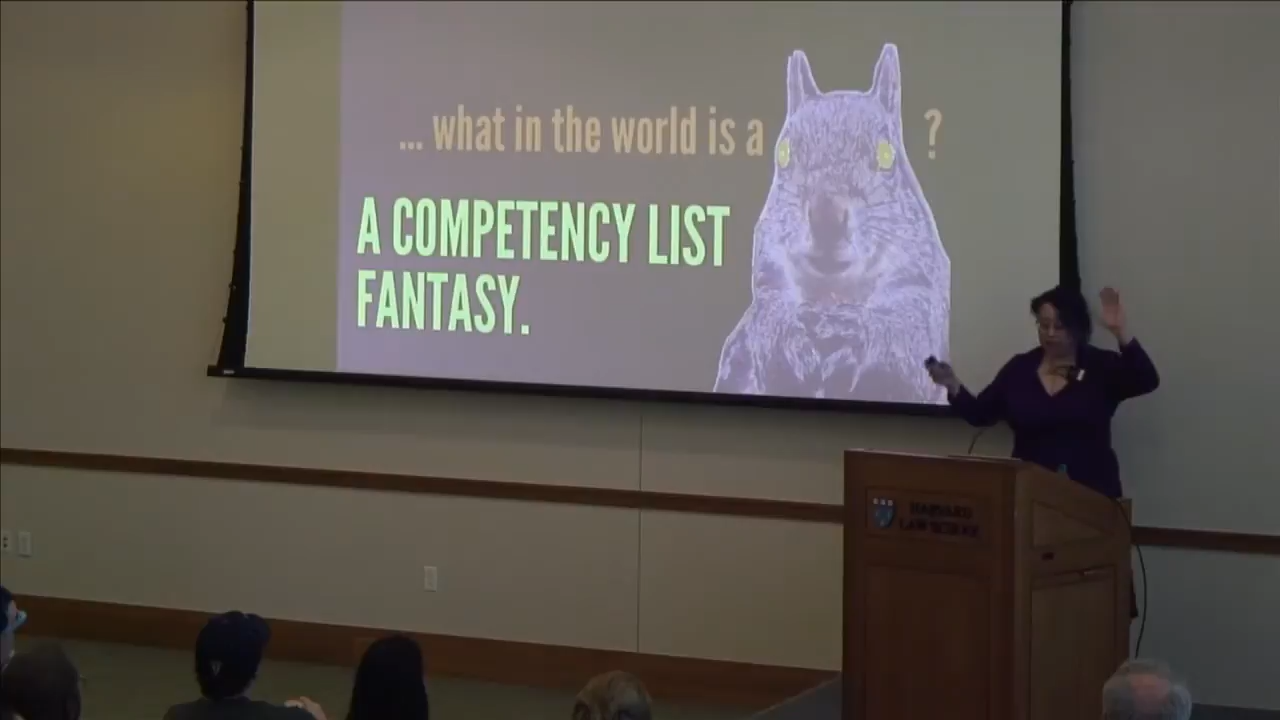 ... what in the world is a ?
A COMPETENCY LIST
FANTASY.
HARVARD
LAW SCHOOL